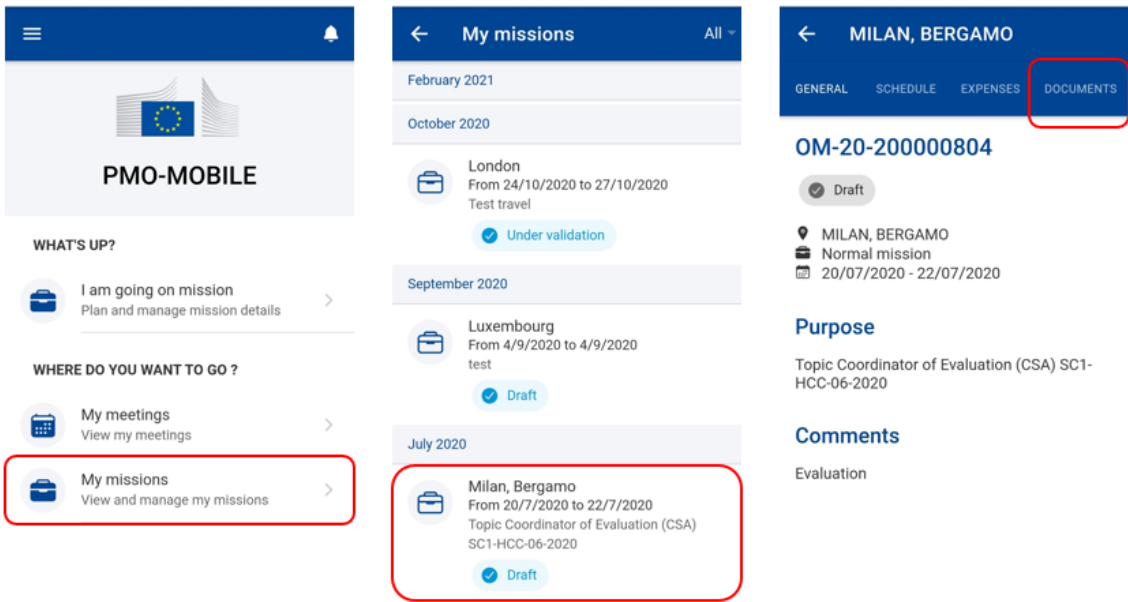 PMO-MOBILE
WHAT'S UP?
I am going on mission
Plan and manage mission details
WHERE DO YOU WANT TO GO ?
My meetings
View my meetings
My missions
View and manage my missions
My missions
All
February 2021
October 2020
London
From 24/10/2020 to 27/10/2020
Test travel
Under validation
September 2020
Luxembourg
From 4/9/2020 to 4/9/2020
test
Draft
July 2020
Milan, Bergamo
From 20/7/2020 to 22/7/2020
Topic Coordinator of Evaluation (CSA)
SC1-HCC-06-2020
Draft
MILAN, BERGAMO
GENERAL SCHEDULE EXPENSES DOCUMENTS
OM-20-200000804
Draft
MILAN, BERGAMO
Normal mission
20/07/2020 - 22/07/2020
Purpose
Topic Coordinator of Evaluation (CSA) SC1-
HCC-06-2020
Comments
Evaluation